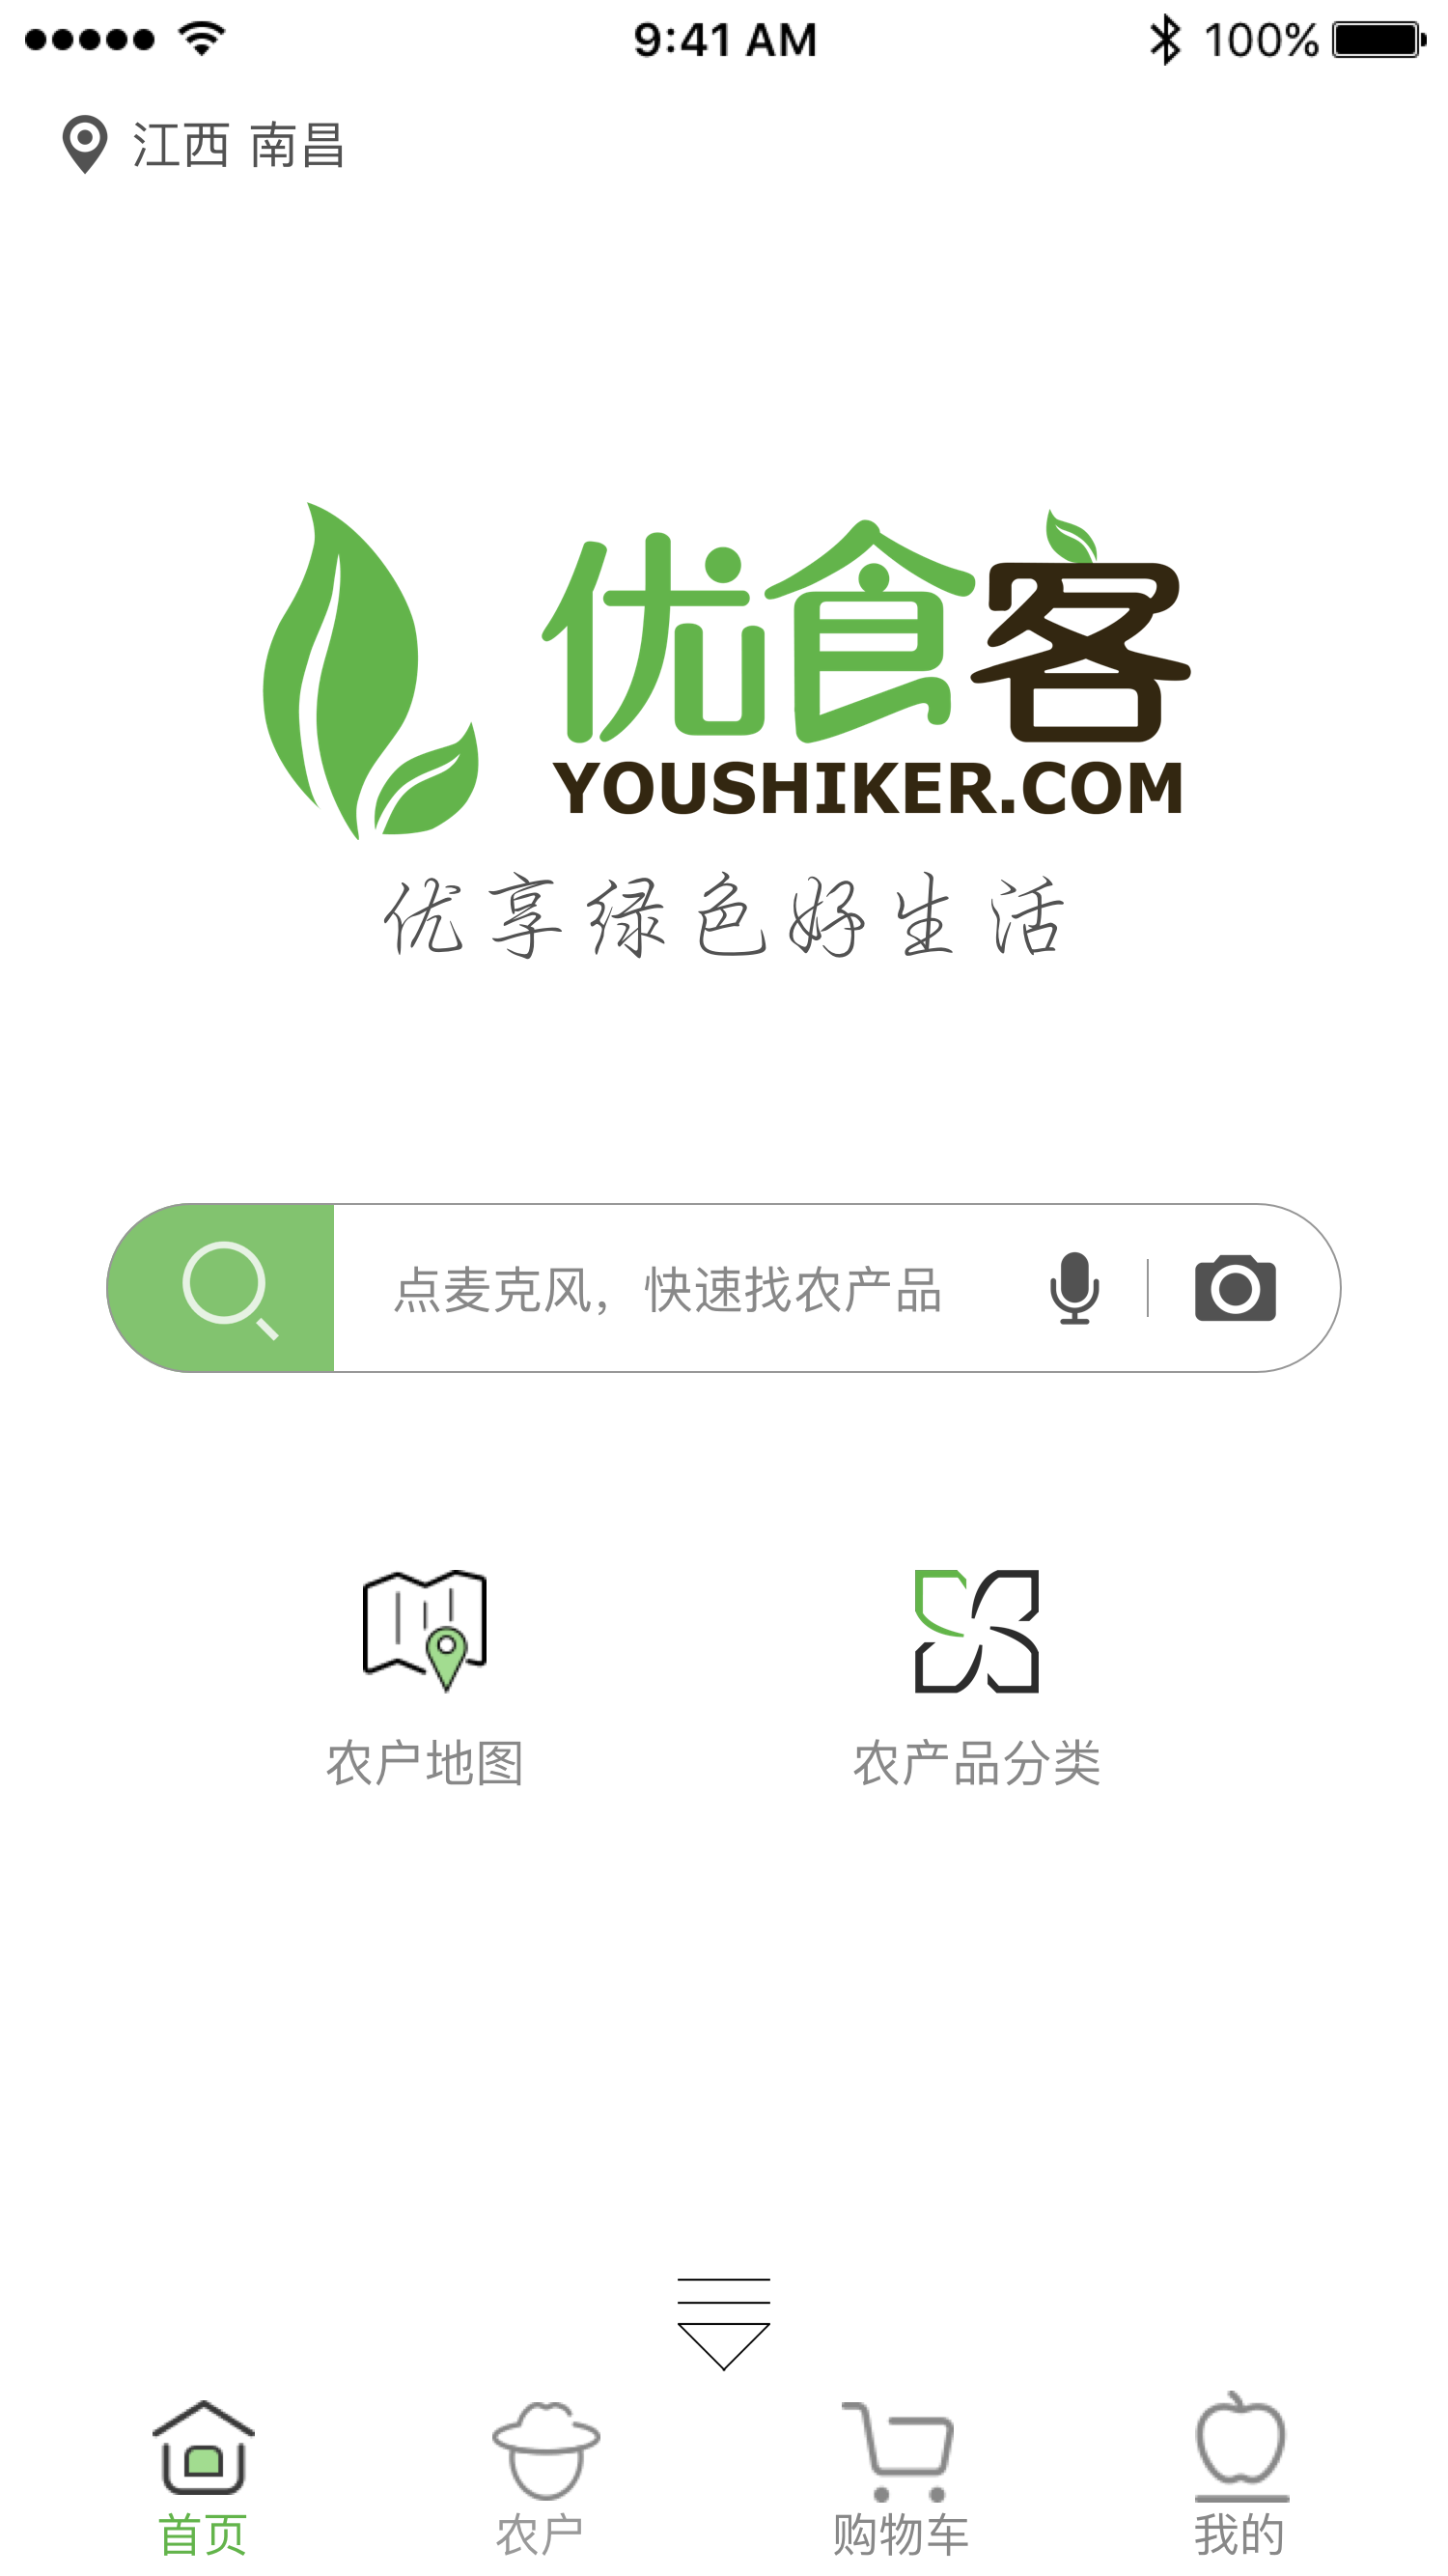 9:41 AM 100%
江西 南昌
优食客
YOUSHIKER.COM
优享绿色好生活
点麦克风，快速找农产品
农户地图 农产品分类
首页 农户 购物车 我的